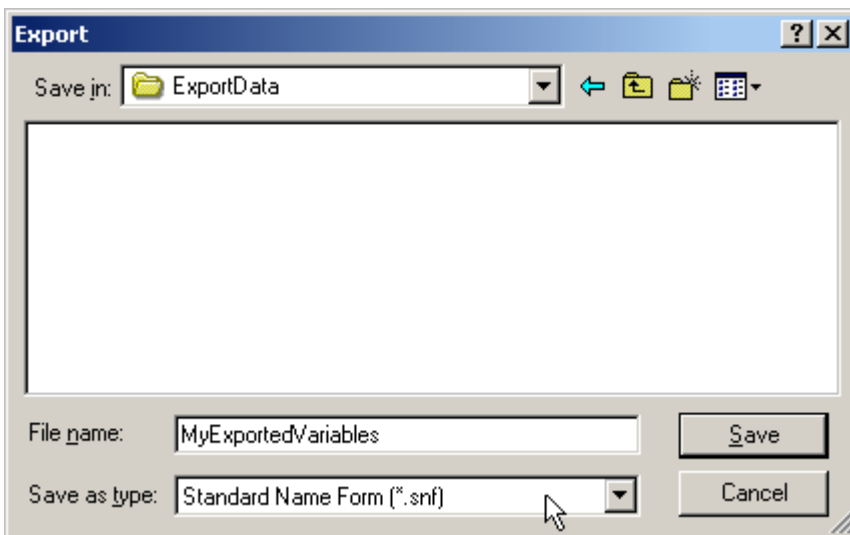 Export
Save in: ExportData
File name: MyExportedVariables Save
Save as type: Standard Name Form (*.snf) Cancel